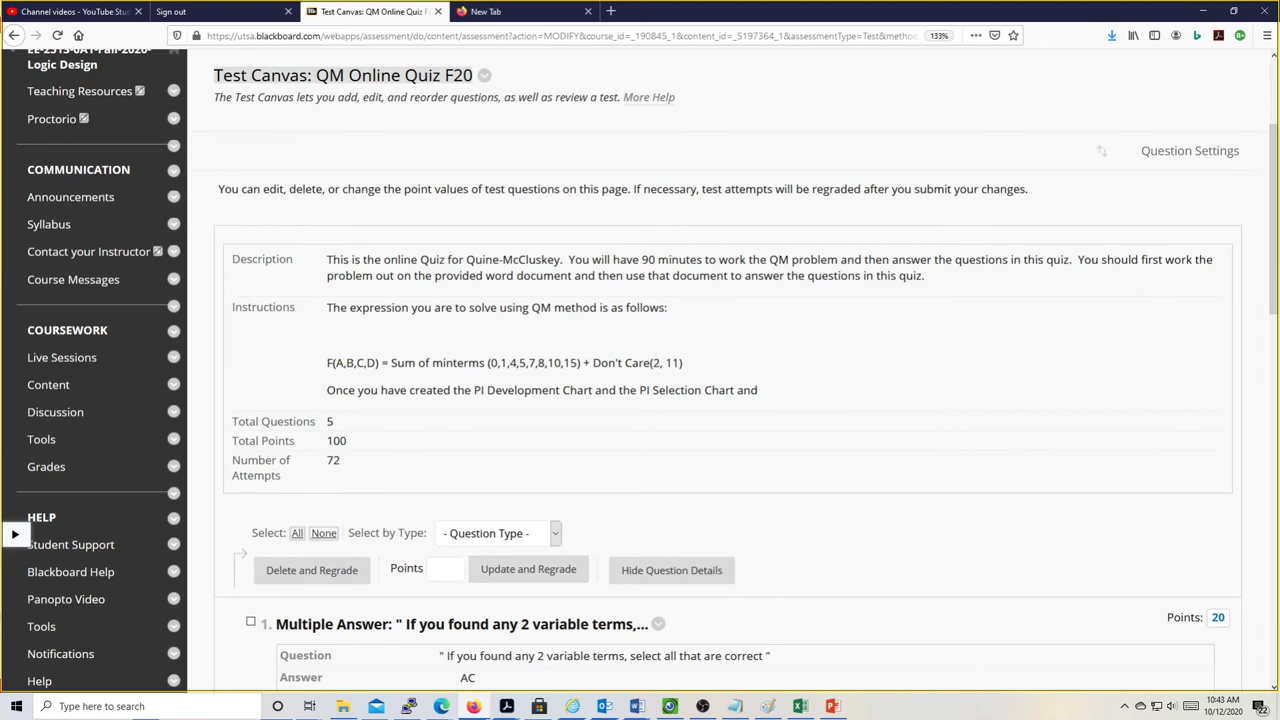 Channel videos - YouTube Stu
Sign out
Test Canvas: QM Online Quiz F
New Tab
https://utsa.blackboard.com/webapps/assessment/do/content/assessment?action=MODIFY&course_id=_190845_1&content_id=_5197364_1&assessmentType=Test&method
133%
EE-2513-0A1-Fall-2020-
Logic Design
Teaching Resources
Proctorio
COMMUNICATION
Announcements
Syllabus
Contact your Instructor
Course Messages
COURSEWORK
Live Sessions
Content
Discussion
Tools
Grades
HELP
Student Support
Blackboard Help
Panopto Video
Tools
Notifications
Help
Test Canvas: QM Online Quiz F20
The Test Canvas lets you add, edit, and reorder questions, as well as review a test. More Help
Question Settings
You can edit, delete, or change the point values of test questions on this page. If necessary, test attempts will be regraded after you submit your changes.
Description This is the online Quiz for Quine-McCluskey. You will have 90 minutes to work the QM problem and then answer the questions in this quiz. You should first work the
problem out on the provided word document and then use that document to answer the questions in this quiz.
Instructions The expression you are to solve using QM method is as follows:
F(A,B,C,D) = Sum of minterms (0,1,4,5,7,8,10,15) + Don't Care(2, 11)
Once you have created the PI Development Chart and the PI Selection Chart and
Total Questions 5
Total Points 100
Number of 72
Attempts
Select: All None Select by Type: - Question Type -
Delete and Regrade Points Update and Regrade Hide Question Details
1. Multiple Answer: " If you found any 2 variable terms,... Points: 20
Question " If you found any 2 variable terms, select all that are correct "
Answer AC
Type here to search
10:43 AM
10/12/2020
22